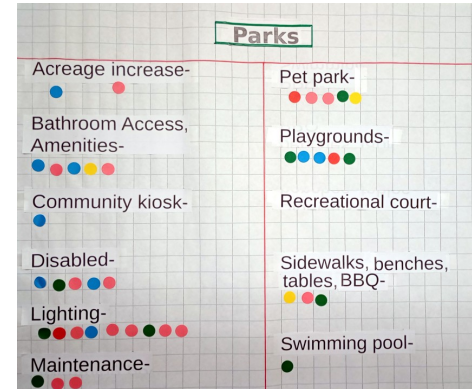 Parks
Acreage increase-
Bathroom Access,
Amenities-
Community kiosk-
Disabled-
Lighting-
Maintenance-
Pet park-
Playgrounds-
Recreational court-
Sidewalks, benches,
tables, BBQ-
Swimming pool-